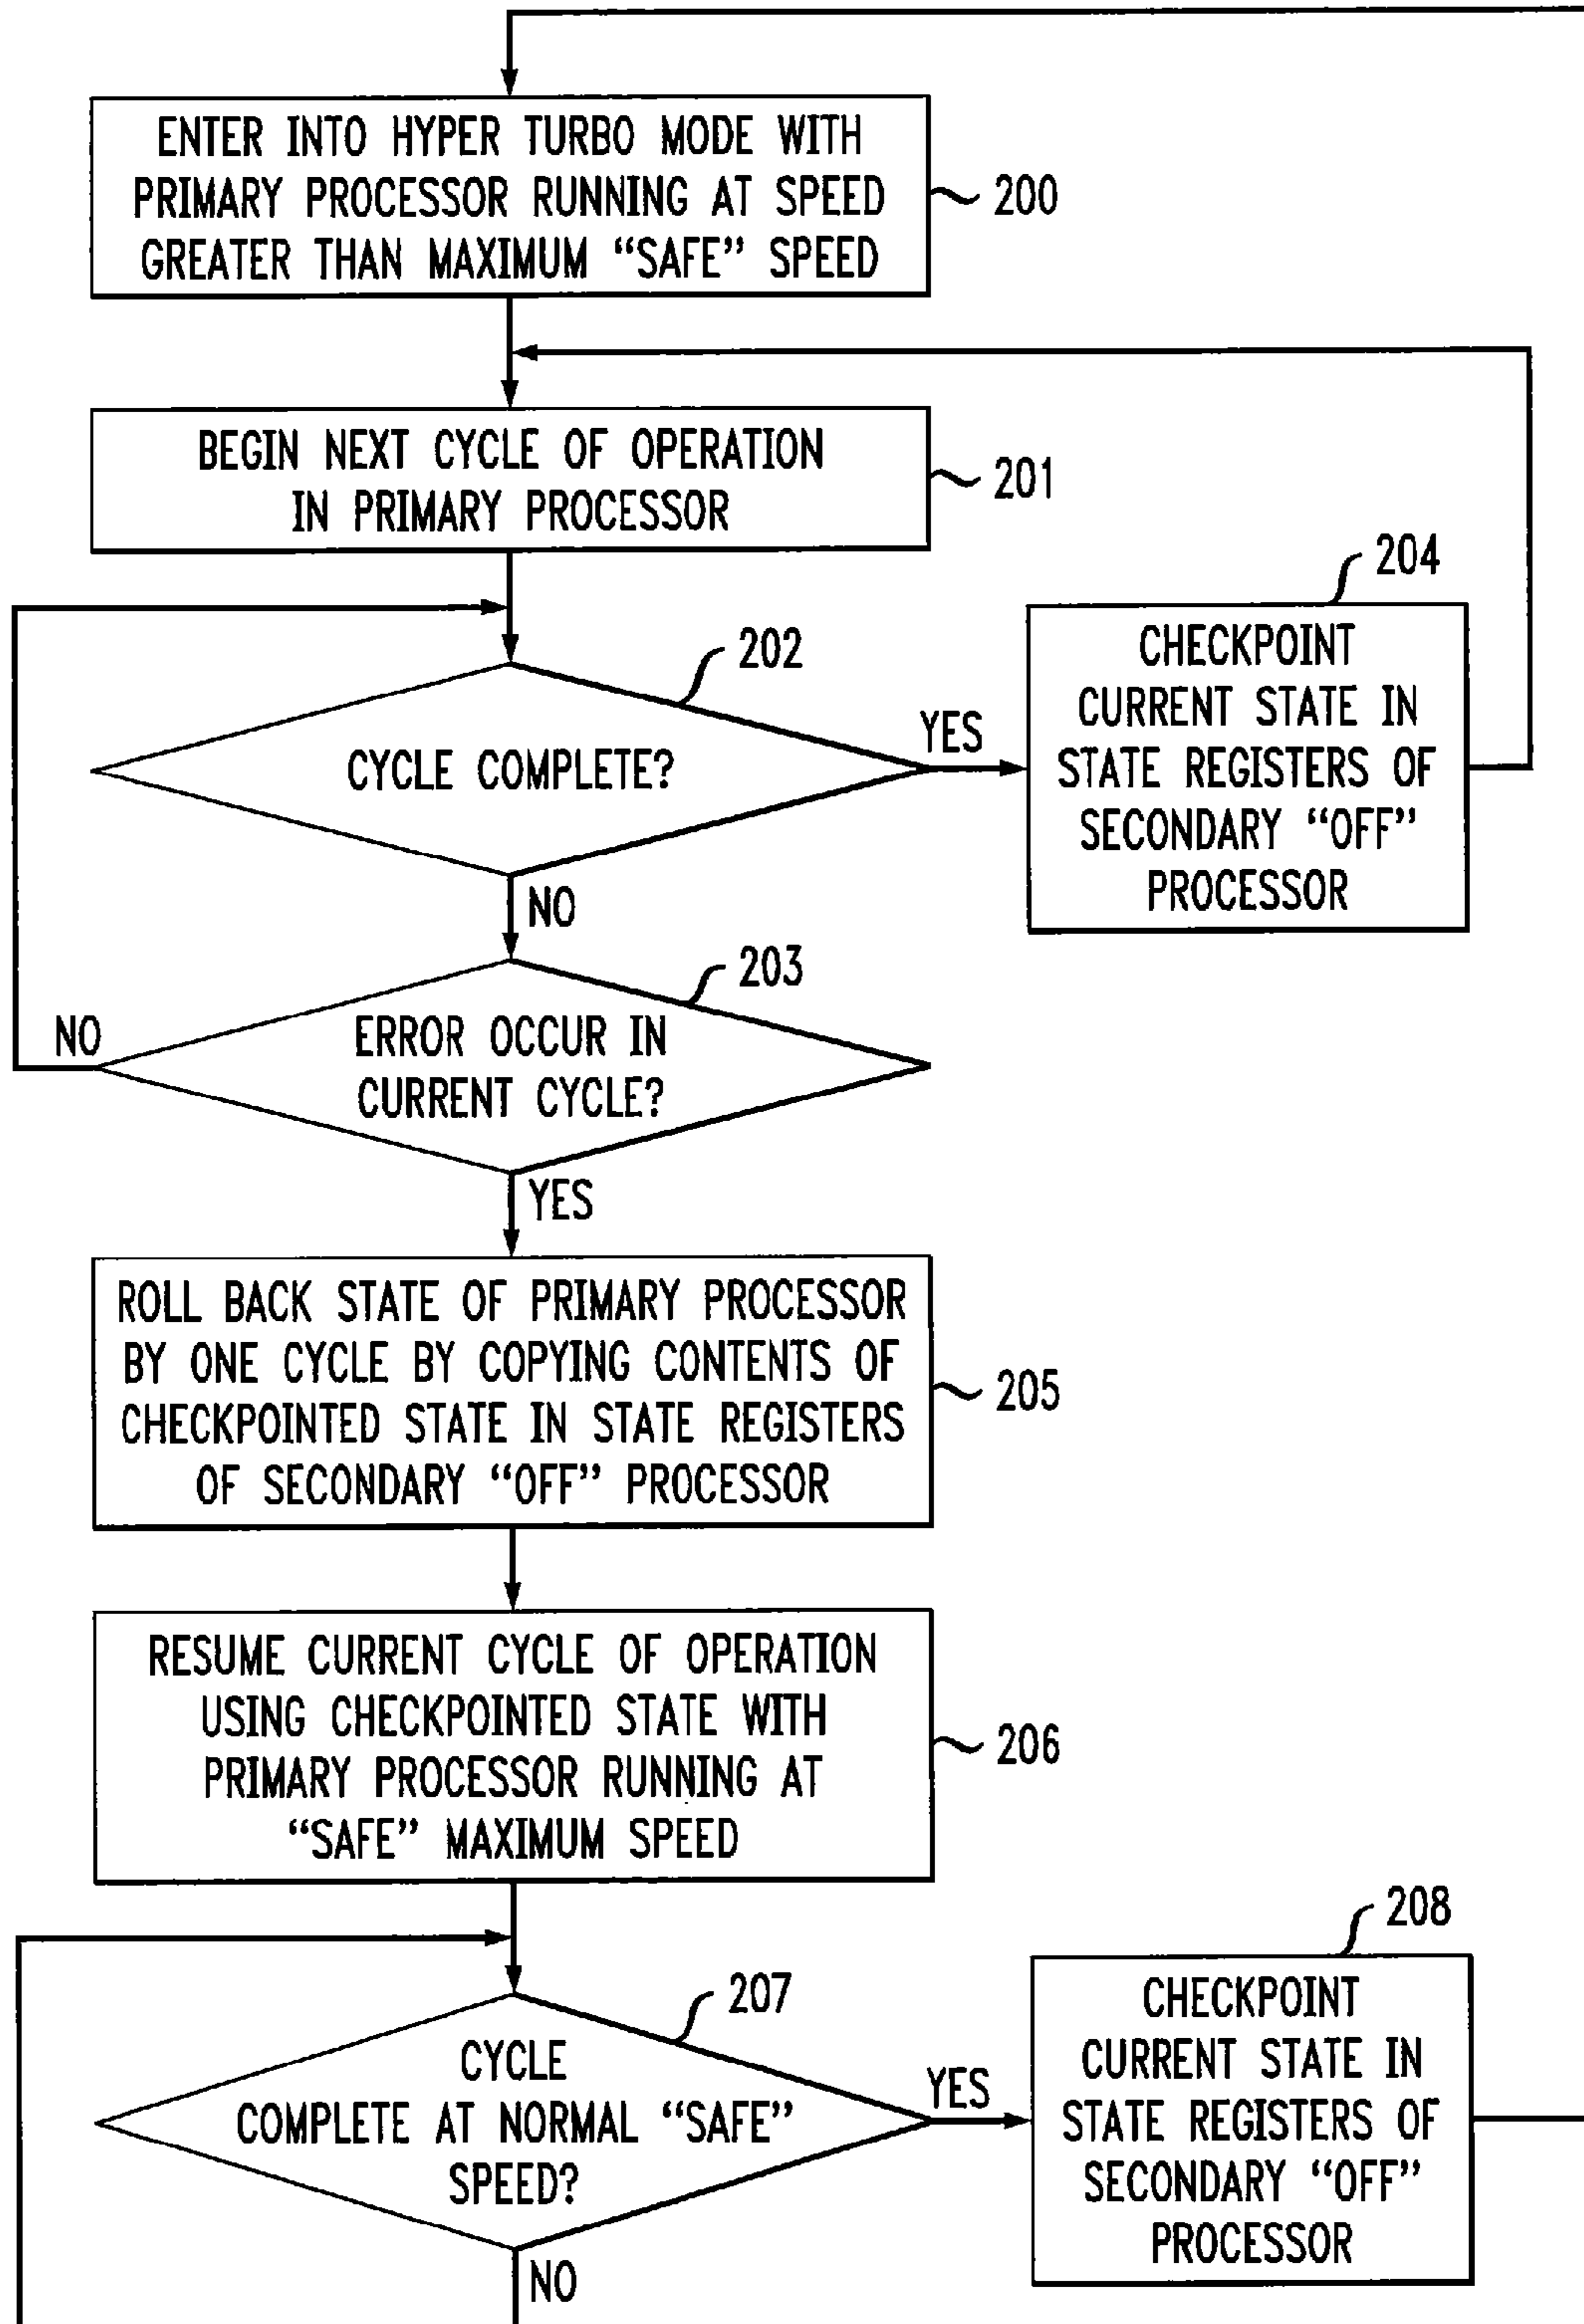 ENTER INTO HYPER TURBO MODE WITH
PRIMARY PROCESSOR RUNNING AT SPEED
GREATER THAN MAXIMUM “SAFE” SPEED
200
BEGIN NEXT CYCLE OF OPERATION
IN PRIMARY PROCESSOR
201
202
CYCLE COMPLETE?
YES
NO
204
CHECKPOINT
CURRENT STATE IN
STATE REGISTERS OF
SECONDARY “OFF”
PROCESSOR
203
ERROR OCCUR IN
CURRENT CYCLE?
NO
YES
ROLL BACK STATE OF PRIMARY PROCESSOR
BY ONE CYCLE BY COPYING CONTENTS OF
CHECKPOINTED STATE IN STATE REGISTERS
OF SECONDARY “OFF” PROCESSOR
205
RESUME CURRENT CYCLE OF OPERATION
USING CHECKPOINTED STATE WITH
PRIMARY PROCESSOR RUNNING AT
“SAFE” MAXIMUM SPEED
206
207
CYCLE
COMPLETE AT NORMAL “SAFE”
SPEED?
YES
NO
208
CHECKPOINT
CURRENT STATE IN
STATE REGISTERS OF
SECONDARY “OFF”
PROCESSOR